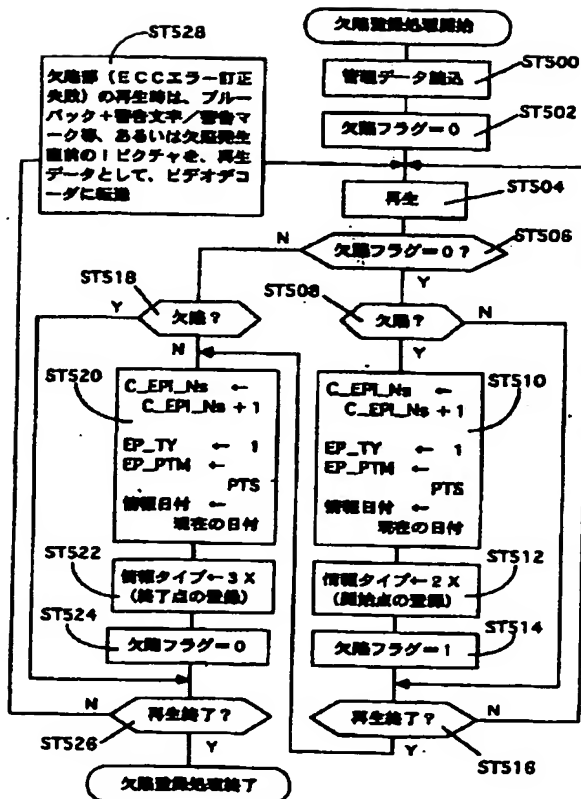 欠陥登録処理開始
ST528
欠陥部（ECCエラー訂正
失敗）の再生時は、ブルー
バック＋警告文字／警告マ
ーク等、あるいは欠陥発生
直前のIピクチャを、再生
データとして、ビデオデコ
ーダに転送
ST500
管理データ読込
ST502
欠陥フラグ＝0
ST504
再生
ST506
欠陥フラグ＝0？
N
Y
ST518
Y
欠陥？
N
ST508
欠陥？
N
Y
ST520
C_EPI_Ns ←
C_EPI_Ns + 1
EP_TY ← 1
EP_PTM ←
PTS
情報日付 ←
現在の日付
ST510
C_EPI_Ns ←
C_EPI_Ns + 1
EP_TY ← 1
EP_PTM ←
PTS
情報日付 ←
現在の日付
ST522
情報タイプ←3X
(終了点の登録)
ST512
情報タイプ←2X
(開始点の登録)
ST524
欠陥フラグ＝0
ST514
欠陥フラグ＝1
N
再生終了？
ST526
Y
再生終了？
N
Y
ST516
欠陥登録処理終了